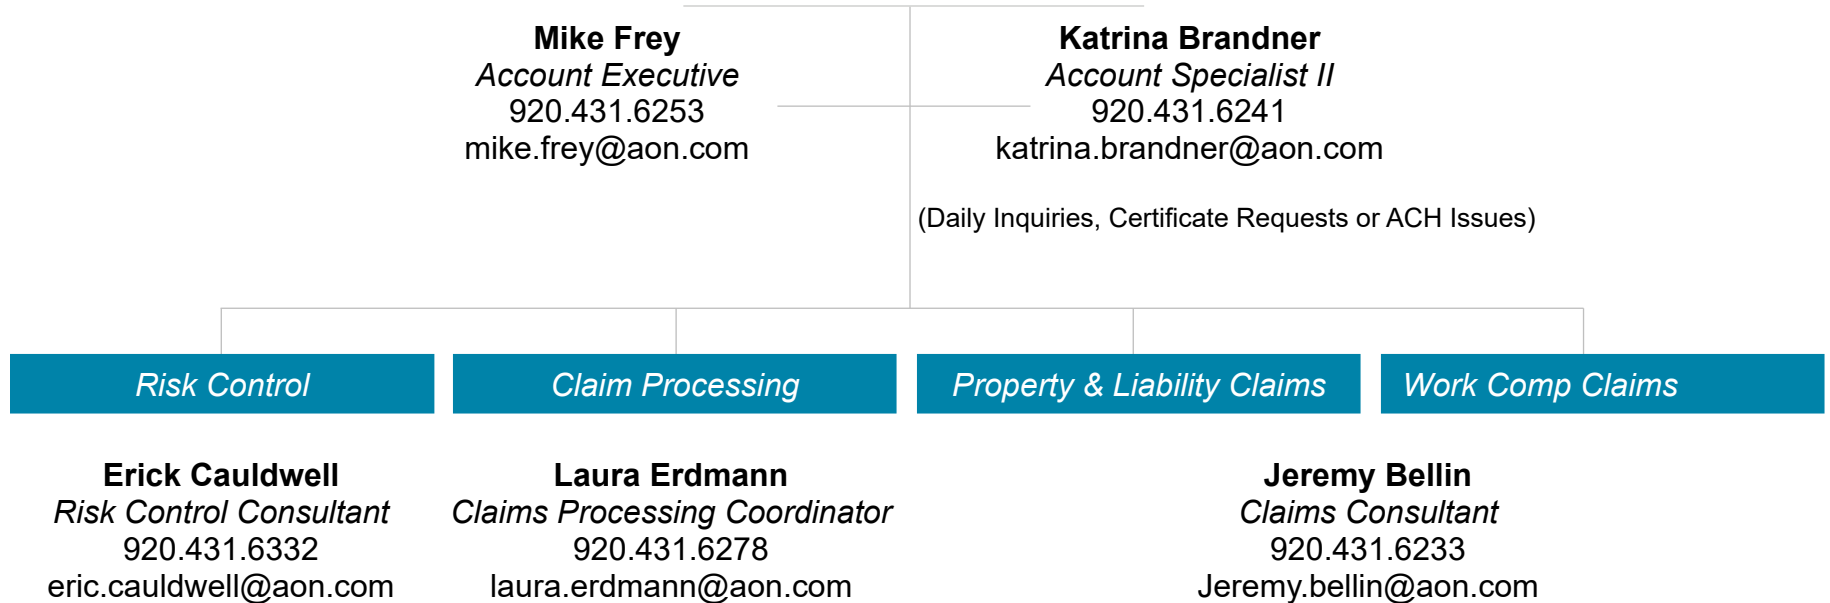 Mike Frey
Account Executive
920.431.6253
mike.frey@aon.com
Katrina Brandner
Account Specialist II
920.431.6241
katrina.brandner@aon.com
(Daily Inquiries, Certificate Requests or ACH Issues)
Risk Control
Claim Processing
Property & Liability Claims
Work Comp Claims
Erick Cauldwell
Risk Control Consultant
920.431.6332
eric.cauldwell@aon.com
Laura Erdmann
Claims Processing Coordinator
920.431.6278
laura.erdmann@aon.com
Jeremy Bellin
Claims Consultant
920.431.6233
Jeremy.bellin@aon.com